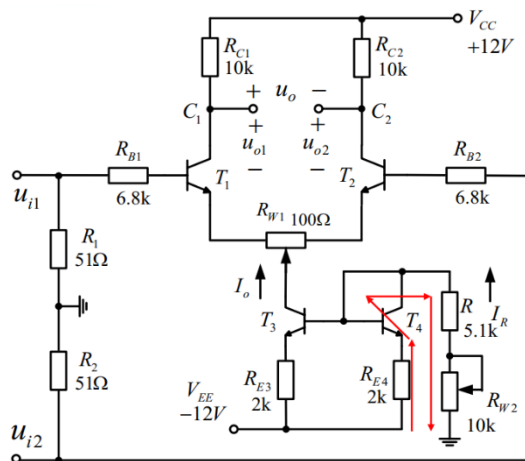 V_CC
+12V
R_C1
10k
R_C2
10k
C_1
+
u_o
−
C_2
+
u_o1
−
+
u_o2
−
R_B1
6.8k
T_1
T_2
R_B2
6.8k
u_i1
R_W1 100Ω
R_1
51Ω
I_o
T_3
T_4
R
5.1k
I_R
R_2
51Ω
V_EE
−12V
R_E3
2k
R_E4
2k
R_W2
10k
u_i2